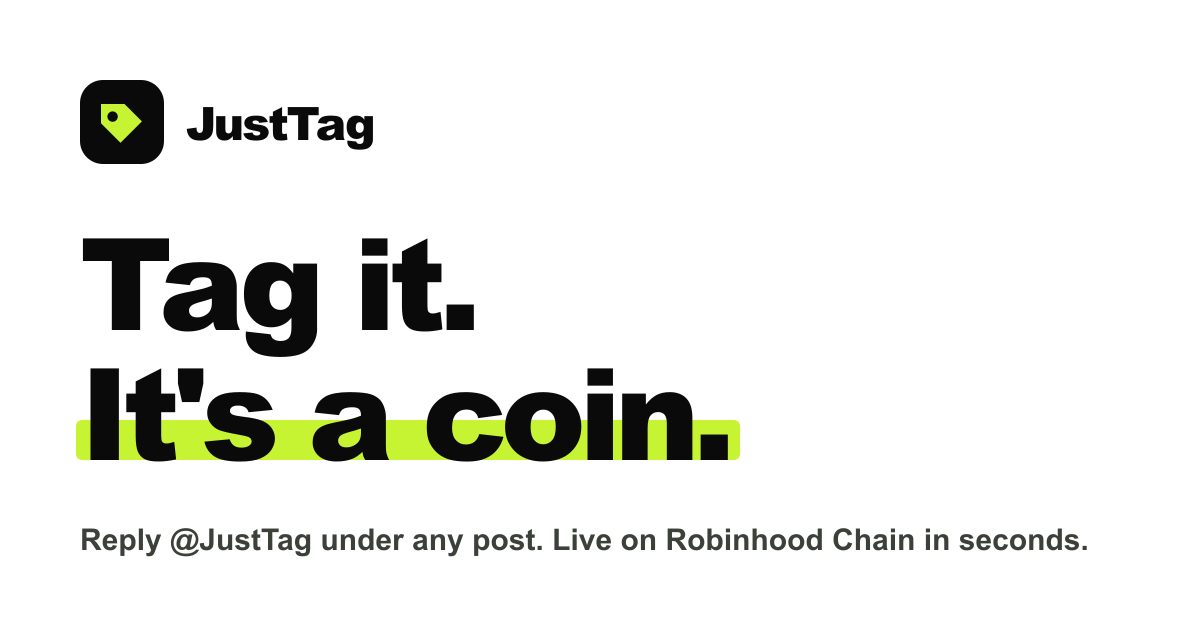 JustTag
Tag it.
It's a coin.
Reply @JustTag under any post. Live on Robinhood Chain in seconds.